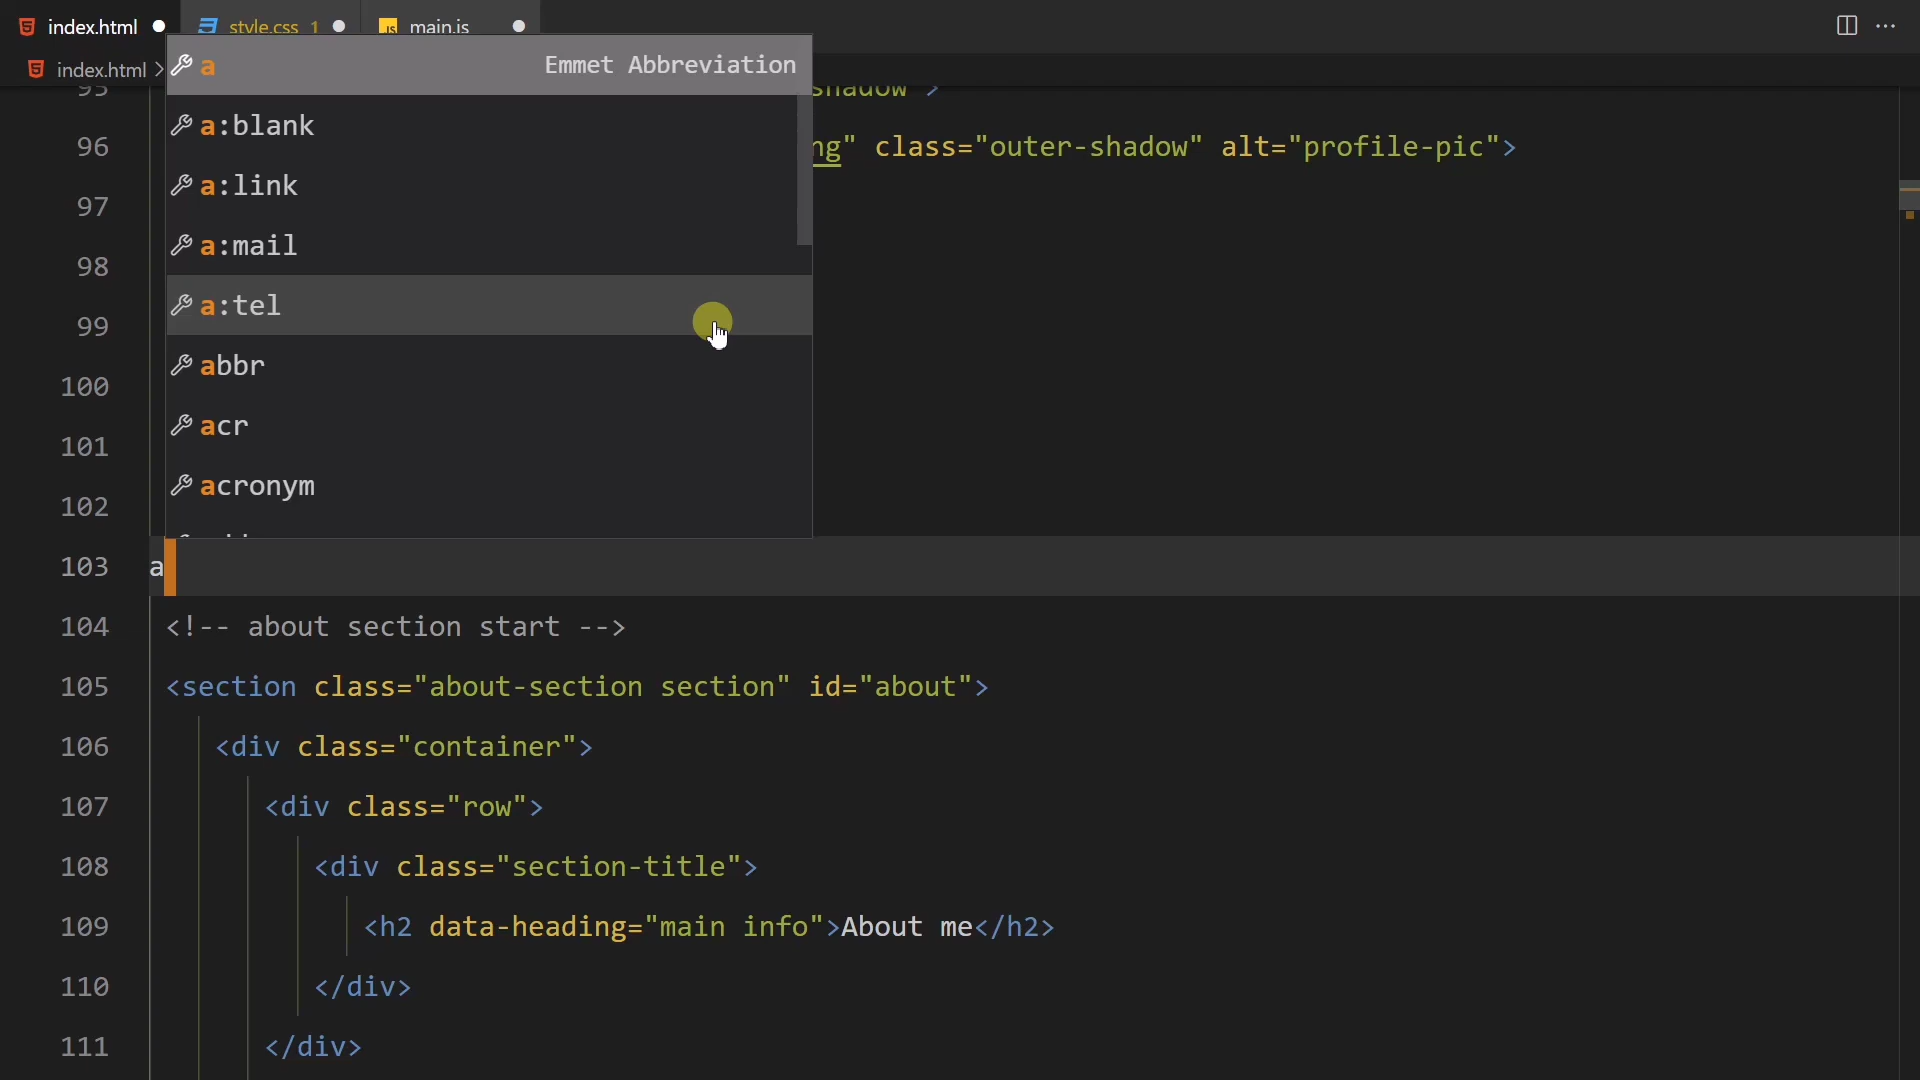 index.html
style.css 1
main.js
index.html >
a Emmet Abbreviation
a:blank
a:link
a:mail
a:tel
abbr
acr
acronym
95 shadow">
96 ng" class="outer-shadow" alt="profile-pic">
97
98
99
100
101
102
103 a
104 <!-- about section start -->
105 <section class="about-section section" id="about">
106 <div class="container">
107 <div class="row">
108 <div class="section-title">
109 <h2 data-heading="main info">About me</h2>
110 </div>
111 </div>